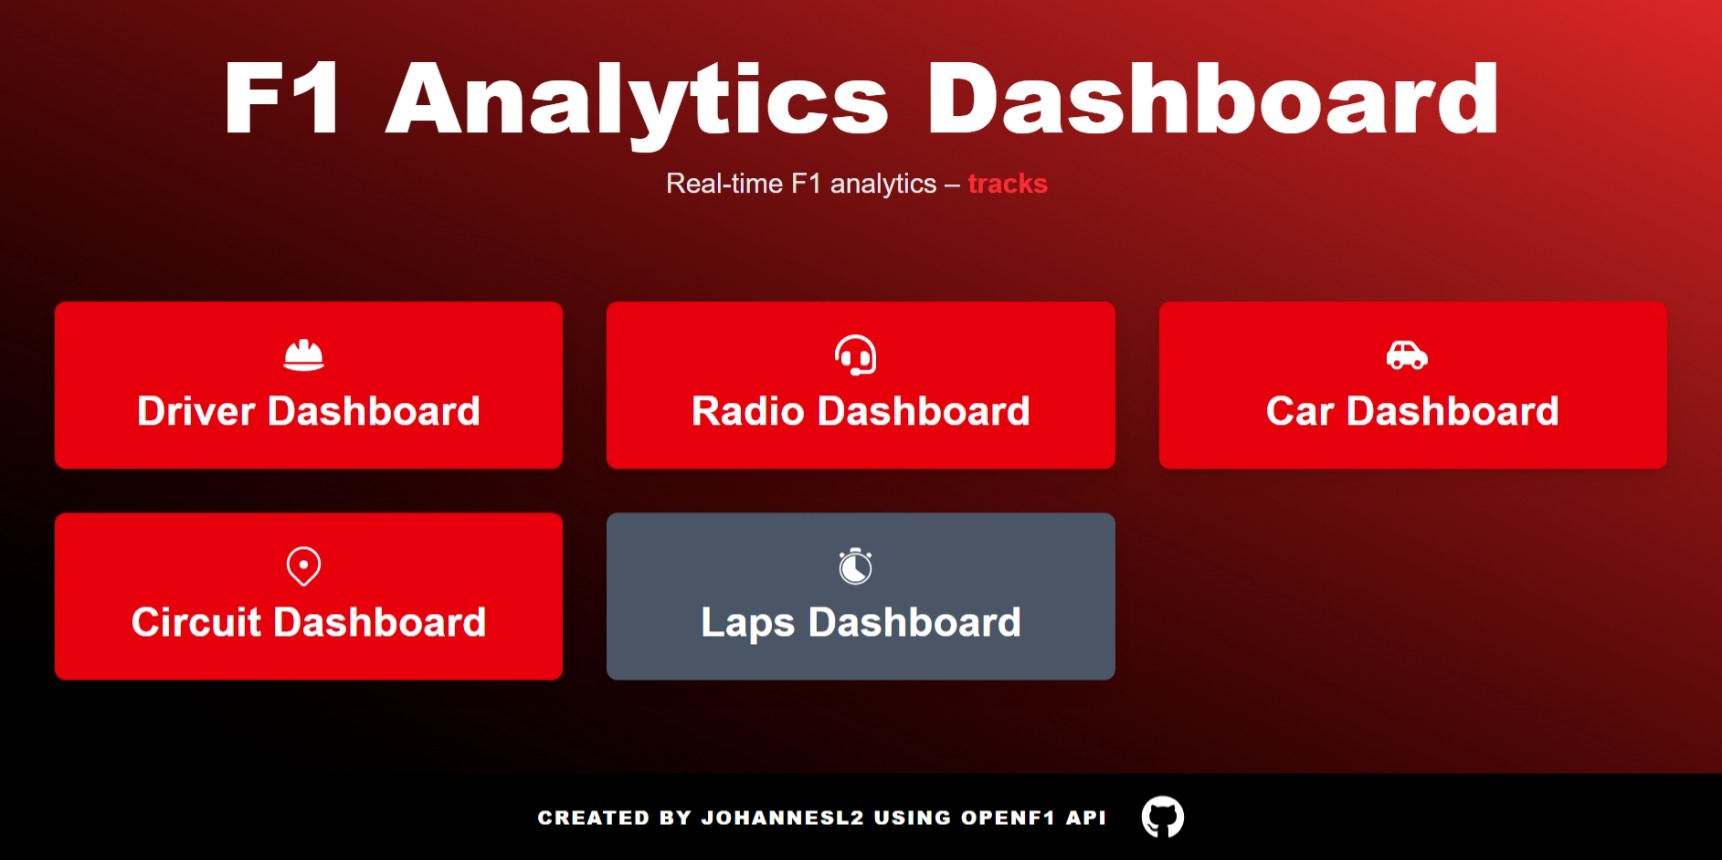 F1 Analytics Dashboard
Real-time F1 analytics – tracks
Driver Dashboard
Radio Dashboard
Car Dashboard
Circuit Dashboard
Laps Dashboard
CREATED BY JOHANNESL2 USING OPENF1 API